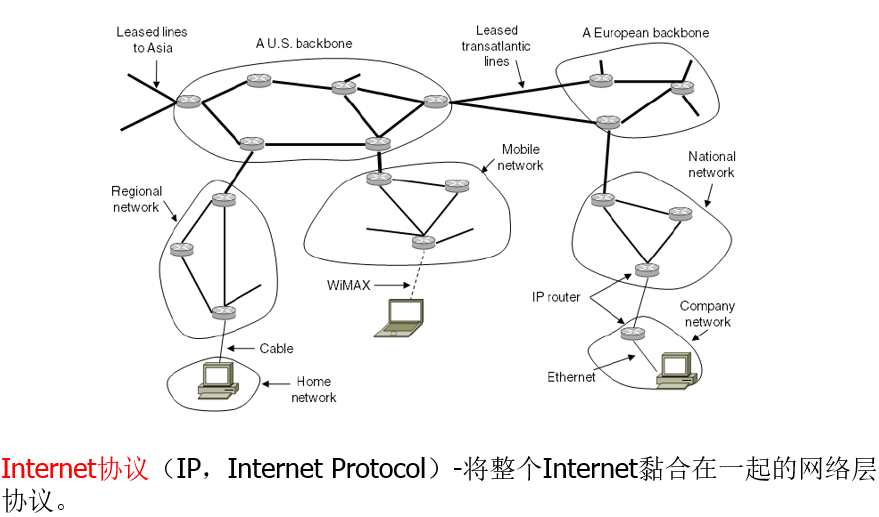 Leased lines
to Asia
A U.S. backbone
Leased
transatlantic
lines
A European backbone
Mobile
network
National
network
Regional
network
WiMAX
IP router
Company
network
Cable
Ethernet
Home
network
Internet协议（IP，Internet Protocol）-将整个Internet黏合在一起的网络层
协议。